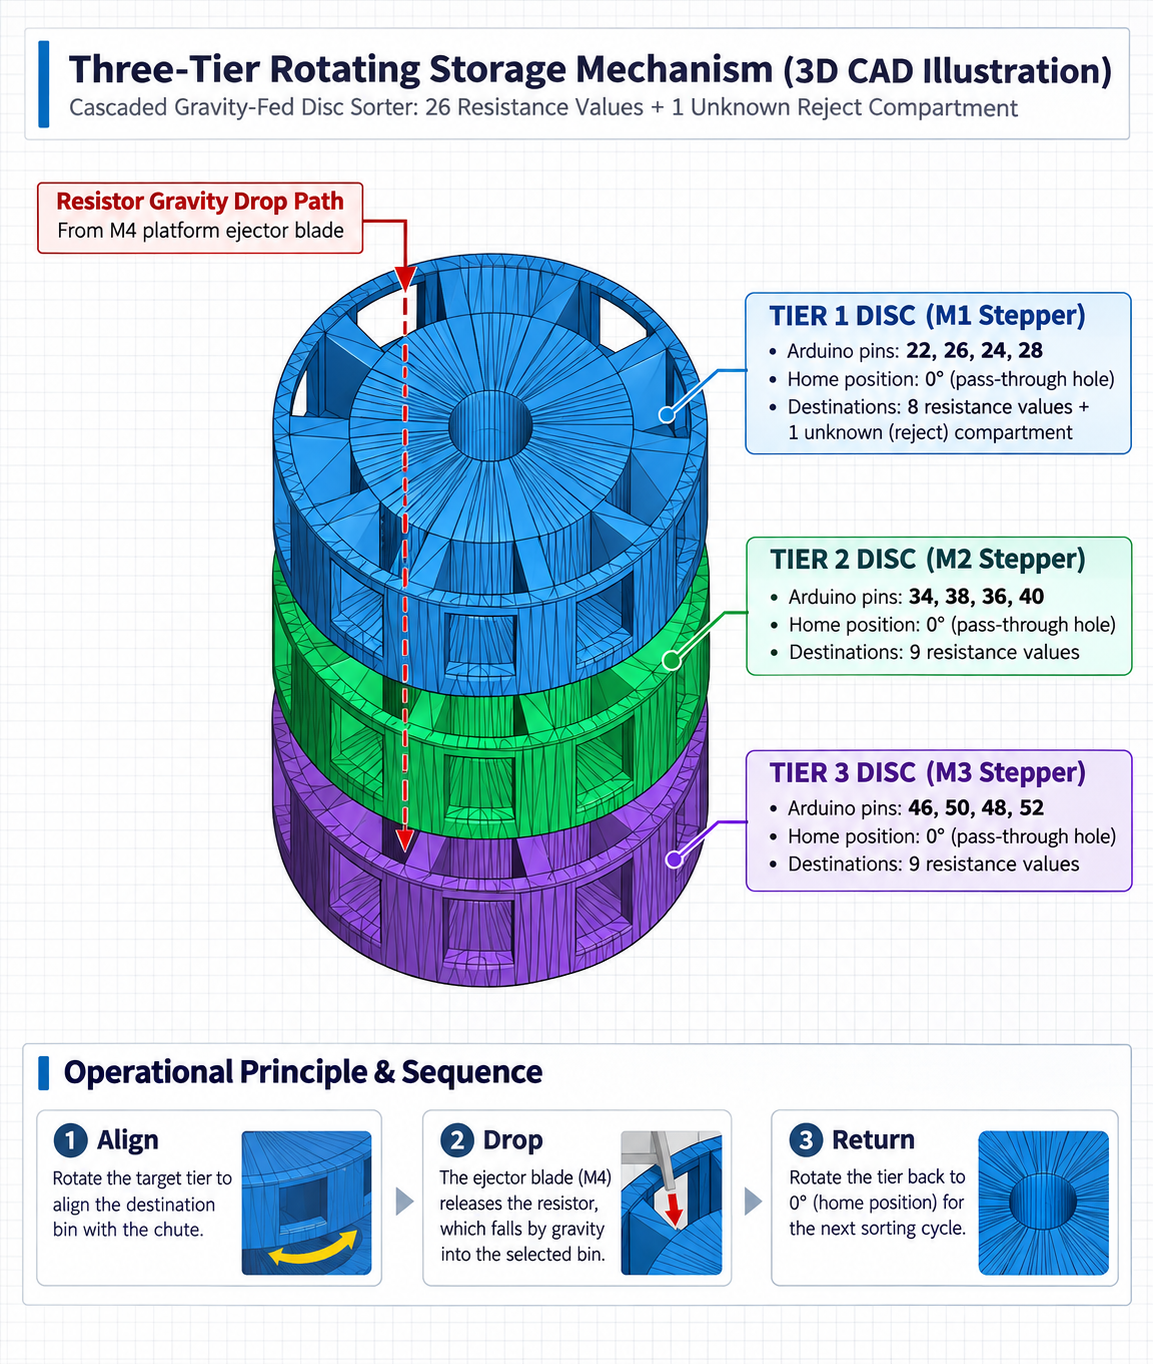 Three-Tier Rotating Storage Mechanism (3D CAD Illustration)
Cascaded Gravity-Fed Disc Sorter: 26 Resistance Values + 1 Unknown Reject Compartment
Resistor Gravity Drop Path
From M4 platform ejector blade
TIER 1 DISC (M1 Stepper)
• Arduino pins: 22, 26, 24, 28
• Home position: 0° (pass-through hole)
• Destinations: 8 resistance values +
1 unknown (reject) compartment
TIER 2 DISC (M2 Stepper)
• Arduino pins: 34, 38, 36, 40
• Home position: 0° (pass-through hole)
• Destinations: 9 resistance values
TIER 3 DISC (M3 Stepper)
• Arduino pins: 46, 50, 48, 52
• Home position: 0° (pass-through hole)
• Destinations: 9 resistance values
Operational Principle & Sequence
1 Align
Rotate the target tier to
align the destination
bin with the chute.
2 Drop
The ejector blade (M4)
releases the resistor,
which falls by gravity
into the selected bin.
3 Return
Rotate the tier back to
0° (home position) for
the next sorting cycle.